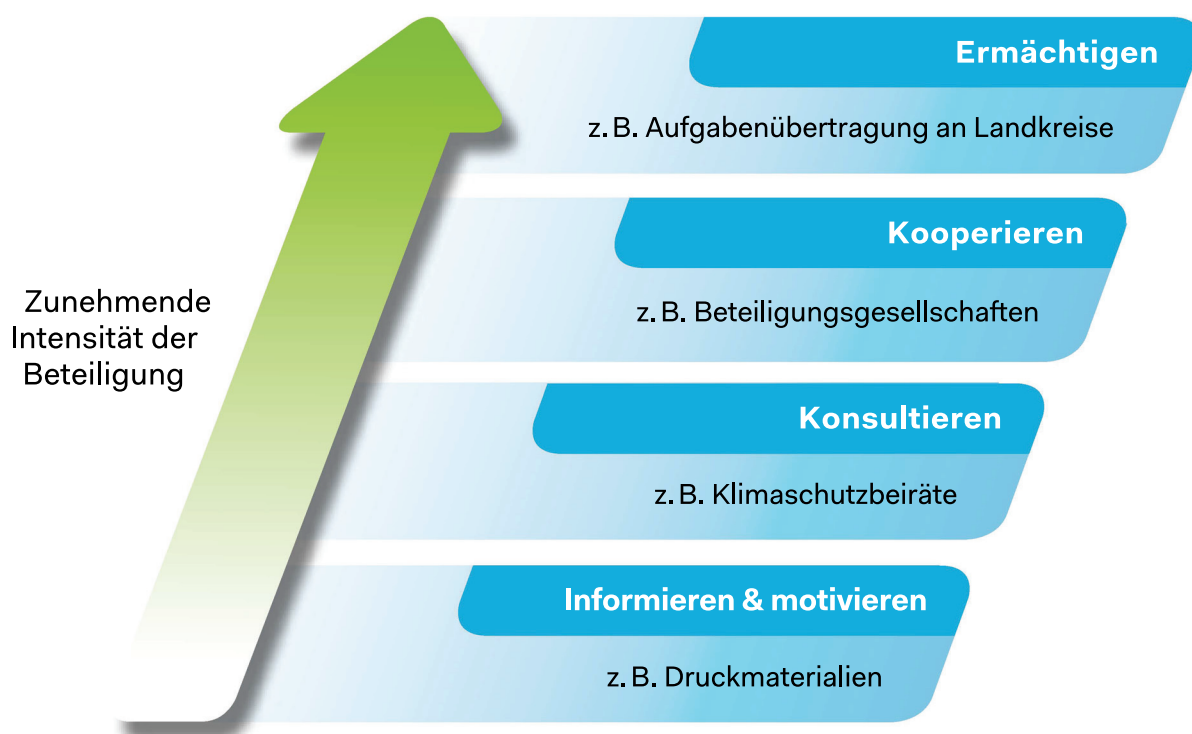 Ermächtigen
z. B. Aufgabenübertragung an Landkreise
Kooperieren
z. B. Beteiligungsgesellschaften
Zunehmende
Intensität der
Beteiligung
Konsultieren
z. B. Klimaschutzbeiräte
Informieren & motivieren
z. B. Druckmaterialien